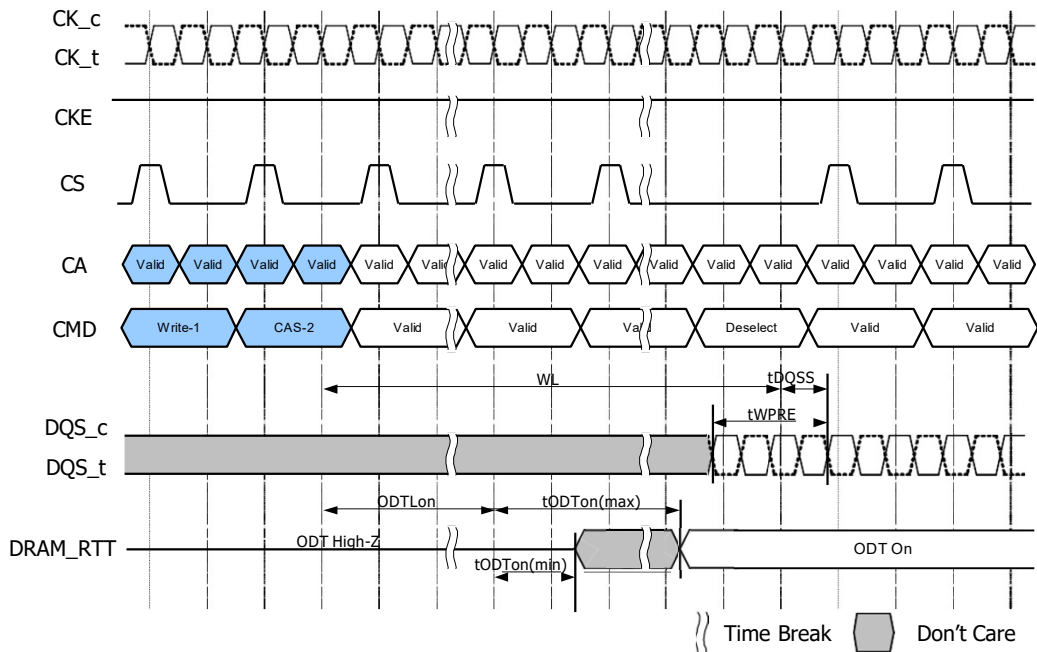 CK_c
CK_t
CKE
CS
CA Valid Valid Valid Valid Valid Valid Valid Valid Valid Valid Valid Valid Valid Valid Valid Valid
CMD Write-1 CAS-2 Valid Valid Valid Deselect Valid Valid
WL tDQSS
tWPRE
DQS_c
DQS_t
ODTLon tODTon(max)
DRAM_RTT ODT High-Z ODT On
tODTon(min)
Time Break Don't Care